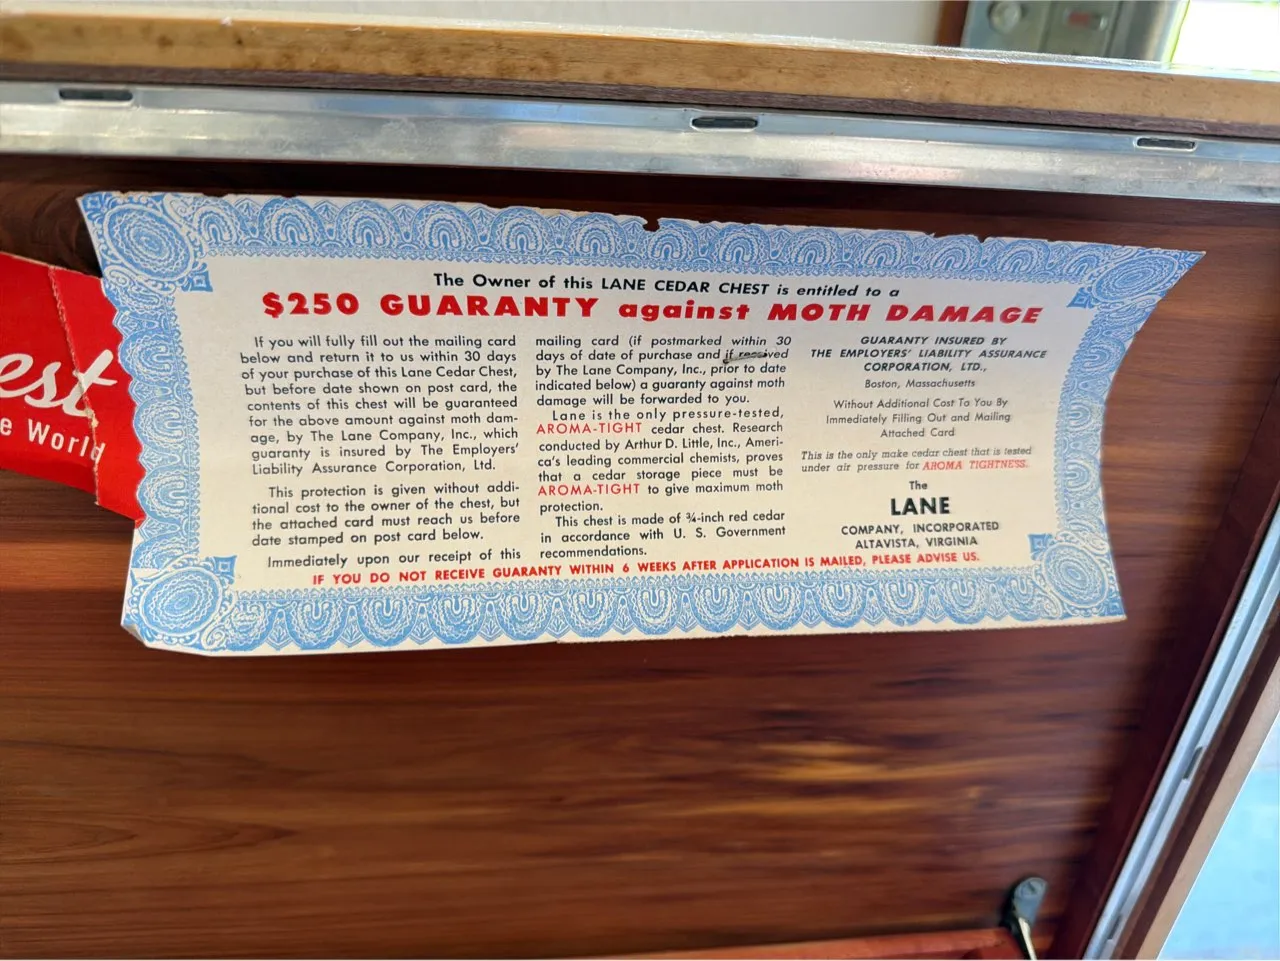 The Owner of this LANE CEDAR CHEST is entitled to a
$250 GUARANTY against MOTH DAMAGE
If you will fully fill out the mailing card
below and return it to us within 30 days
of your purchase of this Lane Cedar Chest,
but before date shown on post card, the
contents of this chest will be guaranteed
for the above amount against moth dam-
age, by The Lane Company, Inc., which
guaranty is insured by The Employers'
Liability Assurance Corporation, Ltd.
This protection is given without addi-
tional cost to the owner of the chest, but
the attached card must reach us before
date stamped on post card below.
Immediately upon our receipt of this
mailing card (if postmarked within 30
days of date of purchase and if received
by The Lane Company, Inc., prior to date
indicated below) a guaranty against moth
damage will be forwarded to you.
Lane is the only pressure-tested,
AROMA-TIGHT cedar chest. Research
conducted by Arthur D. Little, Inc., Ameri-
ca's leading commercial chemists, proves
that a cedar storage piece must be
AROMA-TIGHT to give maximum moth
protection.
This chest is made of ¾-inch red cedar
in accordance with U. S. Government
recommendations.
GUARANTY INSURED BY
THE EMPLOYERS' LIABILITY ASSURANCE
CORPORATION, LTD.,
Boston, Massachusetts
Without Additional Cost To You By
Immediately Filling Out and Mailing
Attached Card
This is the only make cedar chest that is tested
under air pressure for AROMA TIGHTNESS.
The
LANE
COMPANY, INCORPORATED
ALTAVISTA, VIRGINIA
IF YOU DO NOT RECEIVE GUARANTY WITHIN 6 WEEKS AFTER APPLICATION IS MAILED, PLEASE ADVISE US.
est
e World